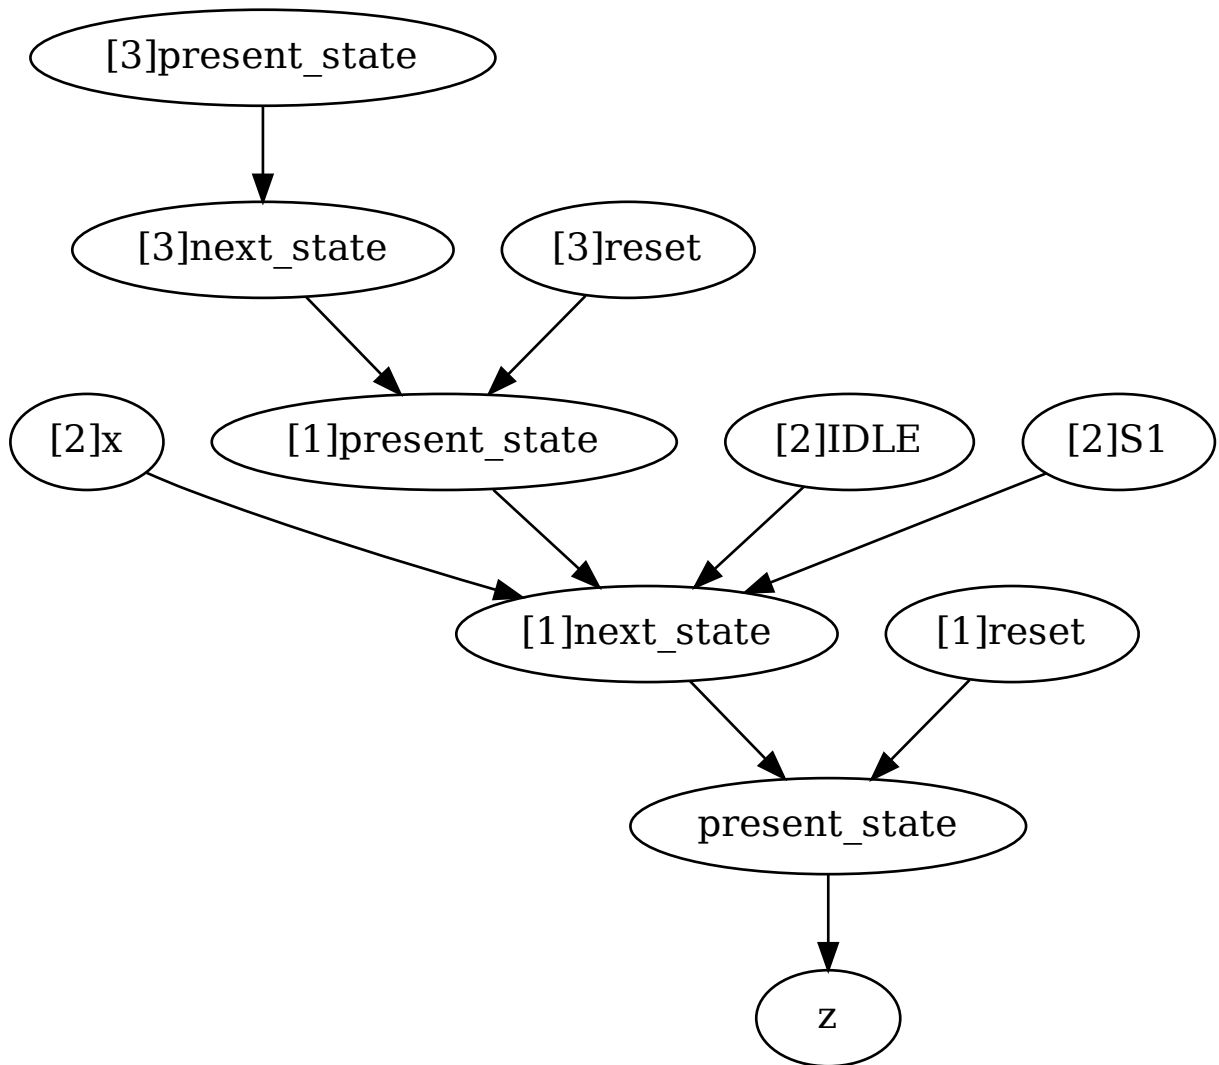 [3]present_state
[3]next_state
[3]reset
[2]x
[1]present_state
[2]IDLE
[2]S1
[1]next_state
[1]reset
present_state
z